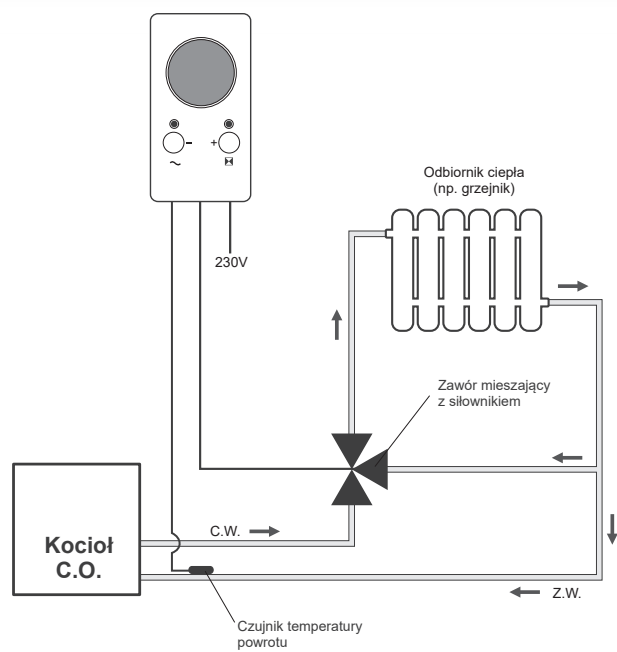 - +
~
230V
Odbiornik ciepła
(np. grzejnik)
Zawór mieszający
z siłownikiem
C.W.
Kocioł
C.O.
Z.W.
Czujnik temperatury
powrotu